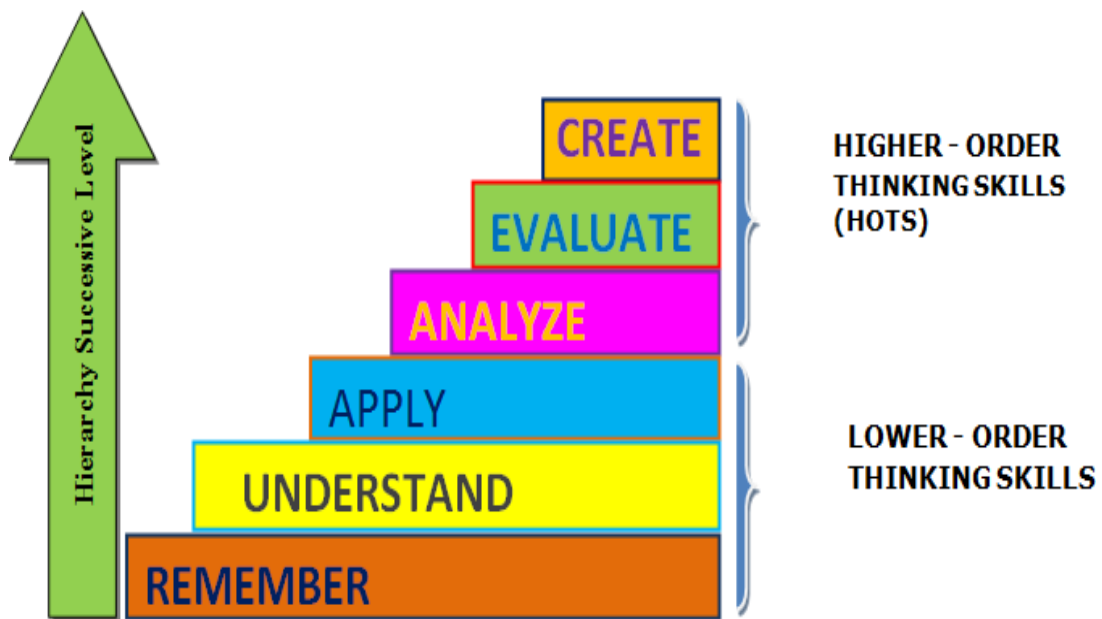 Hierarchy Successive Level
CREATE
EVALUATE
ANALYZE
APPLY
UNDERSTAND
REMEMBER
HIGHER - ORDER
THINKING SKILLS
(HOTS)
LOWER - ORDER
THINKING SKILLS